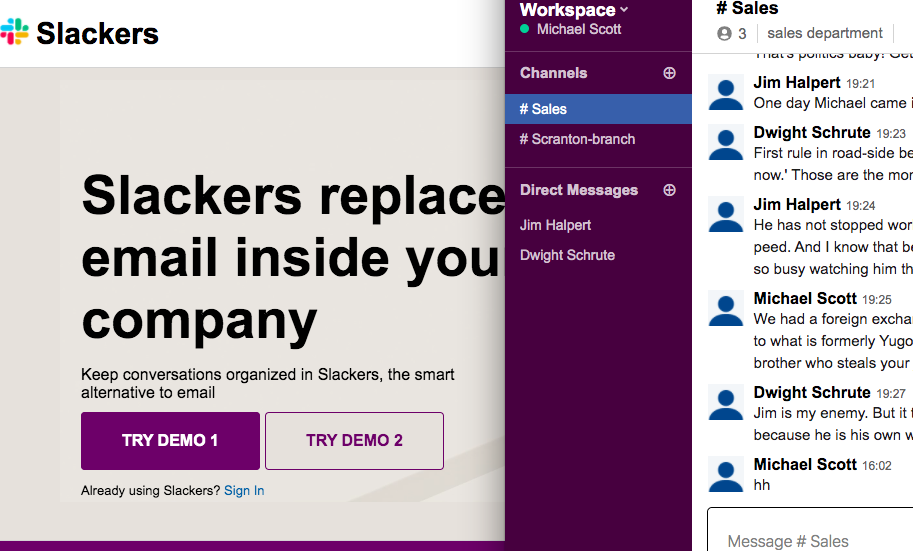 Slackers
Slackers replace
email inside you
company
Keep conversations organized in Slackers, the smart
alternative to email
TRY DEMO 1
TRY DEMO 2
Already using Slackers? Sign In
Workspace
Michael Scott
Channels
# Sales
# Scranton-branch
Direct Messages
Jim Halpert
Dwight Schrute
# Sales
3 sales department
That's politics baby! Get
Jim Halpert 19:21
One day Michael came i
Dwight Schrute 19:23
First rule in road-side be
now.' Those are the mor
Jim Halpert 19:24
He has not stopped wor
peed. And I know that be
so busy watching him th
Michael Scott 19:25
We had a foreign exchan
to what is formerly Yugo
brother who steals your
Dwight Schrute 19:27
Jim is my enemy. But it t
because he is his own w
Michael Scott 16:02
hh
Message # Sales